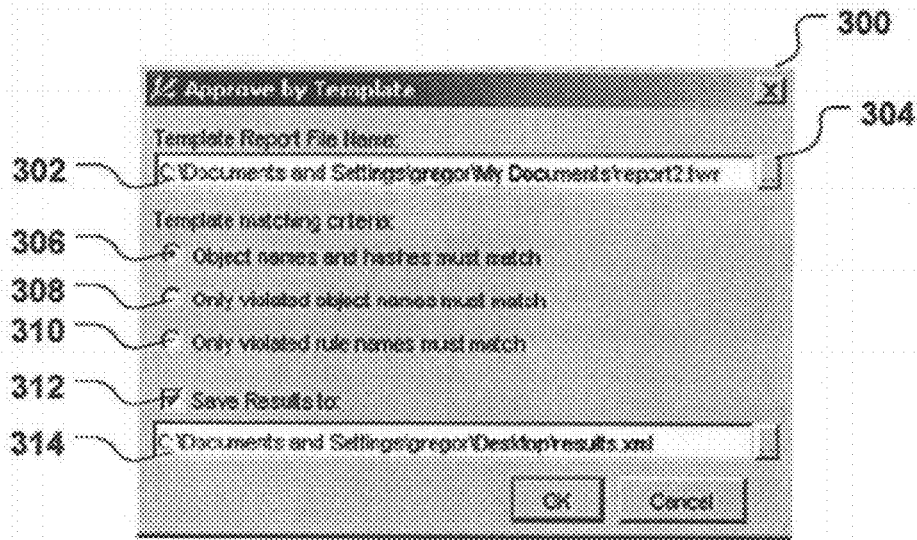 300
Approve by Template
X
304
Template Report File Name:
302
C:\Documents and Settings\gregor\My Documents\report2.twr
Template matching criteria:
306
Object names and hashes must match
308
Only violated object names must match
310
Only violated rule names must match
312
Save Results to:
314
C:\Documents and Settings\gregor\Desktop\results.xml
OK
Cancel